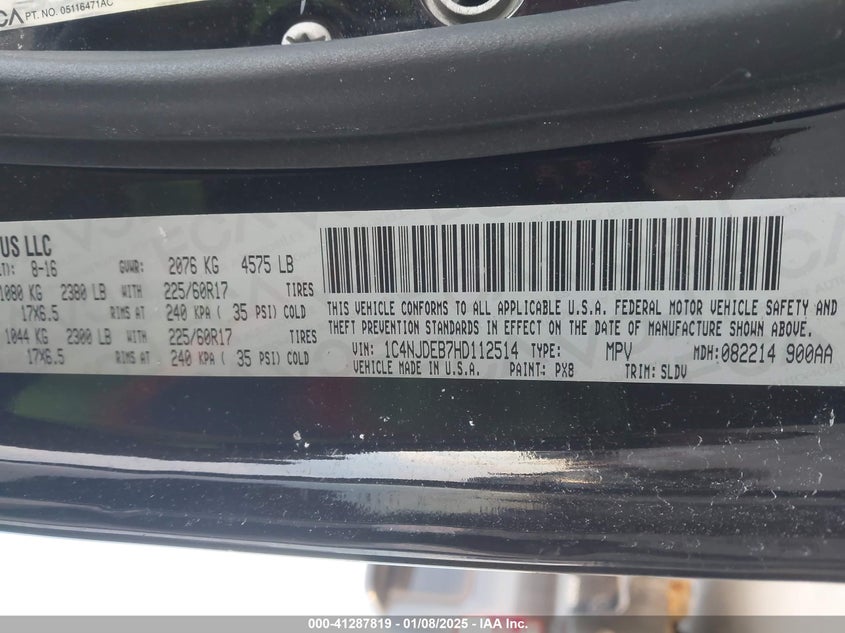 CA PT. NO. 05116471AC
US LLC
LT): 8-16 GVWR: 2076 KG 4575 LB
1080 KG 2380 LB WITH 225/60R17 TIRES
17X6.5 RIMS AT 240 KPA ( 35 PSI) COLD
1044 KG 2300 LB WITH 225/60R17 TIRES
17X6.5 RIMS AT 240 KPA ( 35 PSI) COLD
THIS VEHICLE CONFORMS TO ALL APPLICABLE U.S.A. FEDERAL MOTOR VEHICLE SAFETY AND
THEFT PREVENTION STANDARDS IN EFFECT ON THE DATE OF MANUFACTURE SHOWN ABOVE.
VIN: 1C4NJDEB7HD112514 TYPE: MPV MDH:082214 900AA
VEHICLE MADE IN U.S.A. PAINT: PX8 TRIM: SLDV
000-41287819 - 01/08/2025 - IAA Inc.